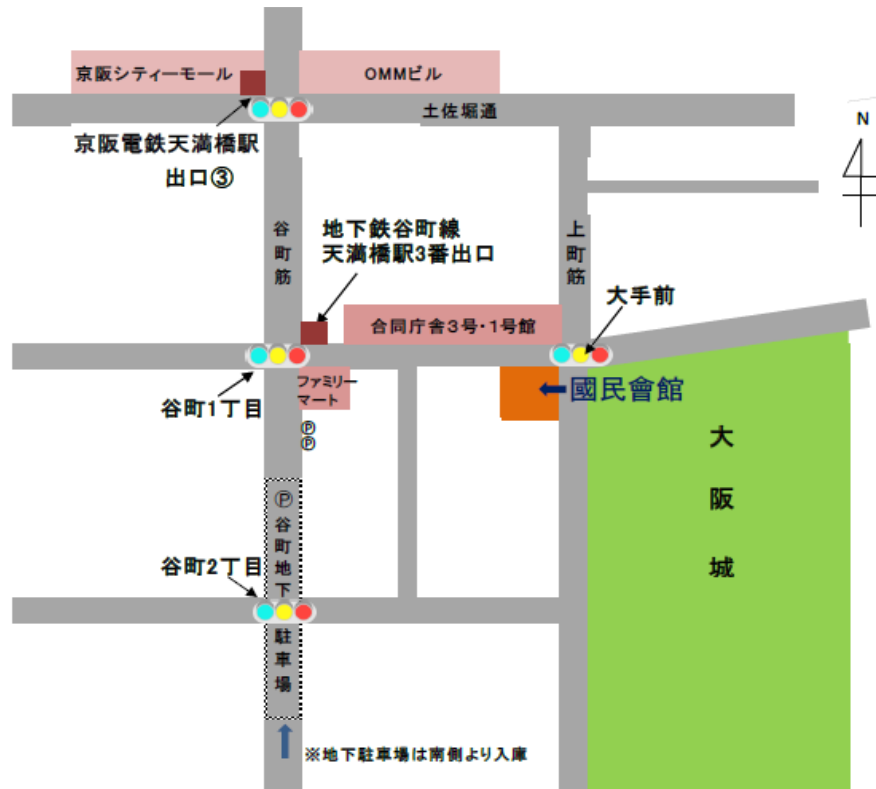 京阪シティーモール
OMMビル
土佐堀通
N
京阪電鉄天満橋駅
出口③
谷町筋
地下鉄谷町線
天満橋駅3番出口
上町筋
大手前
合同庁舎3号・1号館
谷町1丁目
ファミリー
マート
國民會館
Ⓟ
Ⓟ
大阪城
Ⓟ谷町地下駐車場
谷町2丁目
※地下駐車場は南側より入庫